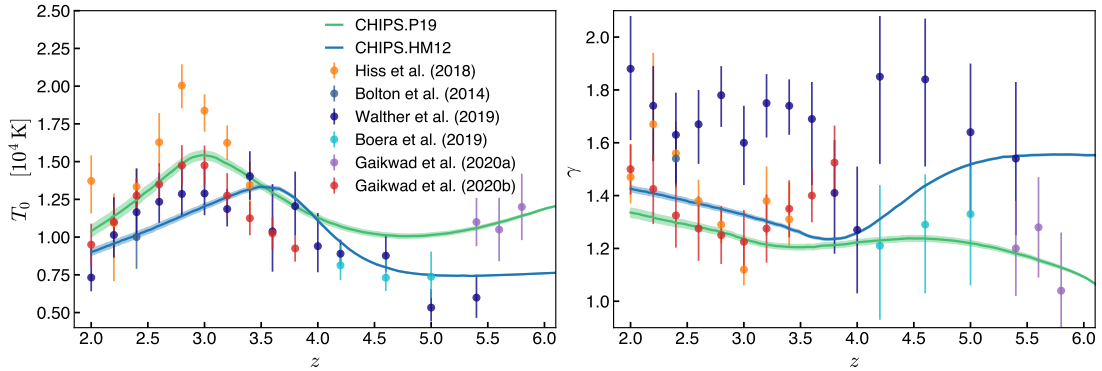 2.50
2.25
2.00
1.75
1.50
1.25
1.00
0.75
0.50
T₀ [10⁴ K]
2.0 2.5 3.0 3.5 4.0 4.5 5.0 5.5 6.0
z
CHIPS.P19
CHIPS.HM12
Hiss et al. (2018)
Bolton et al. (2014)
Walther et al. (2019)
Boera et al. (2019)
Gaikwad et al. (2020a)
Gaikwad et al. (2020b)
2.0
1.8
1.6
1.4
1.2
1.0
γ
2.0 2.5 3.0 3.5 4.0 4.5 5.0 5.5 6.0
z